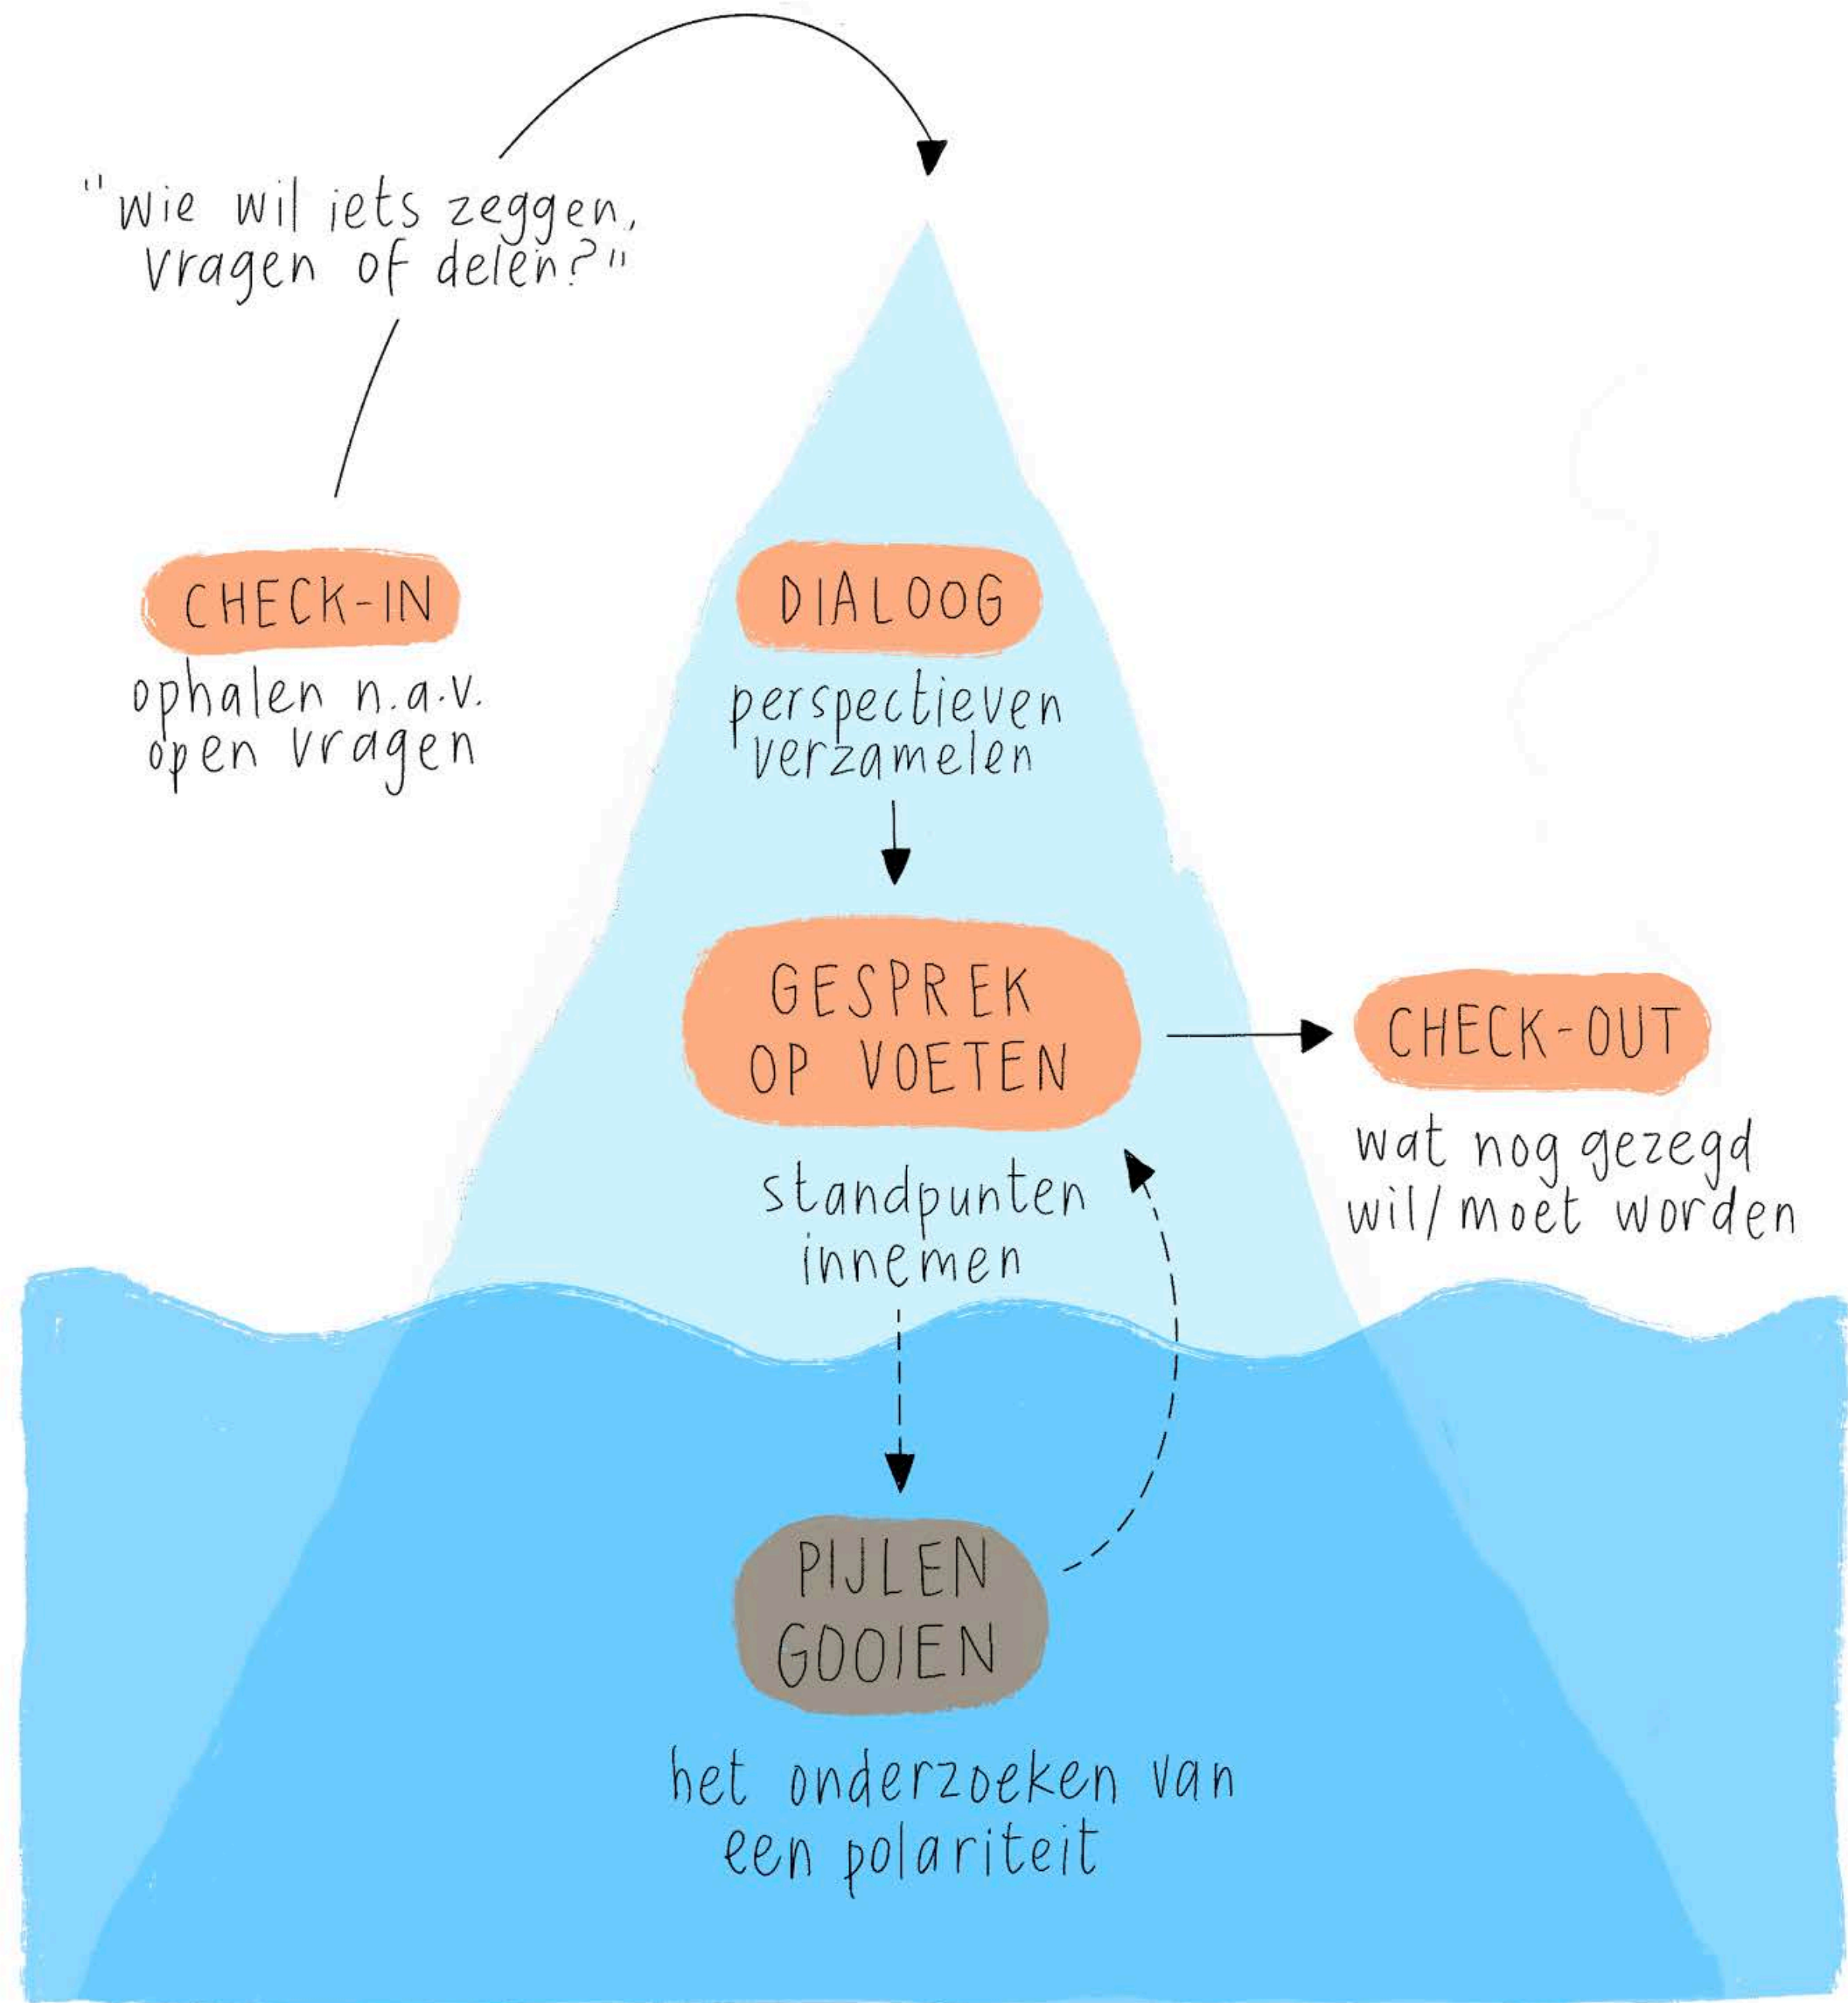 "wie wil iets zeggen,
vragen of delen?"
CHECK-IN
ophalen n.a.v.
open vragen
DIALOOG
perspectieven
verzamelen
GESPREK
OP VOETEN
standpunten
innemen
CHECK-OUT
wat nog gezegd
wil/moet worden
PIJLEN
GOOIEN
het onderzoeken van
een polariteit